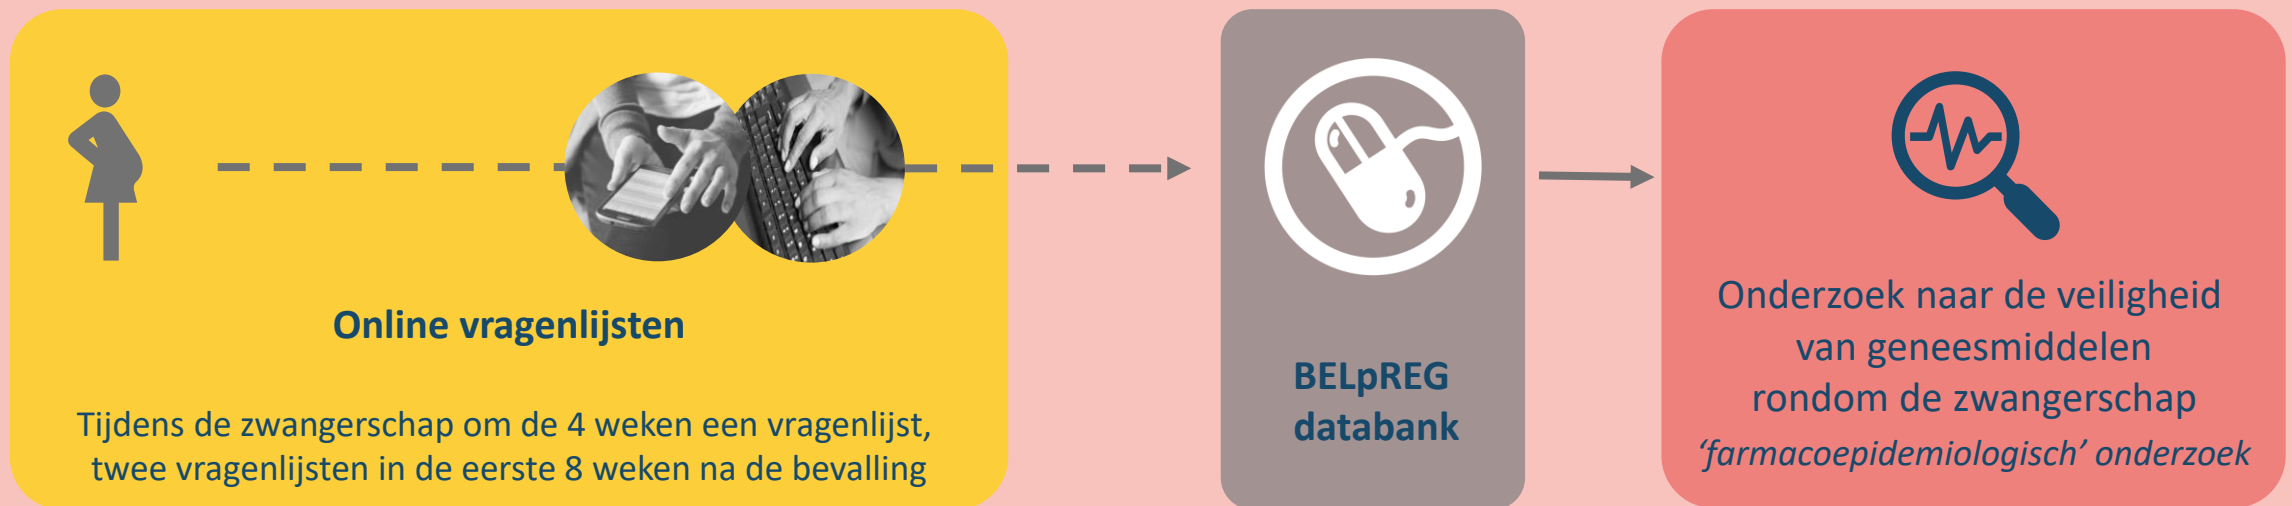 Online vragenlijsten
Tijdens de zwangerschap om de 4 weken een vragenlijst,
twee vragenlijsten in de eerste 8 weken na de bevalling
BELpREG
databank
Onderzoek naar de veiligheid
van geneesmiddelen
rondom de zwangerschap
‘farmacoepidemiologisch’ onderzoek